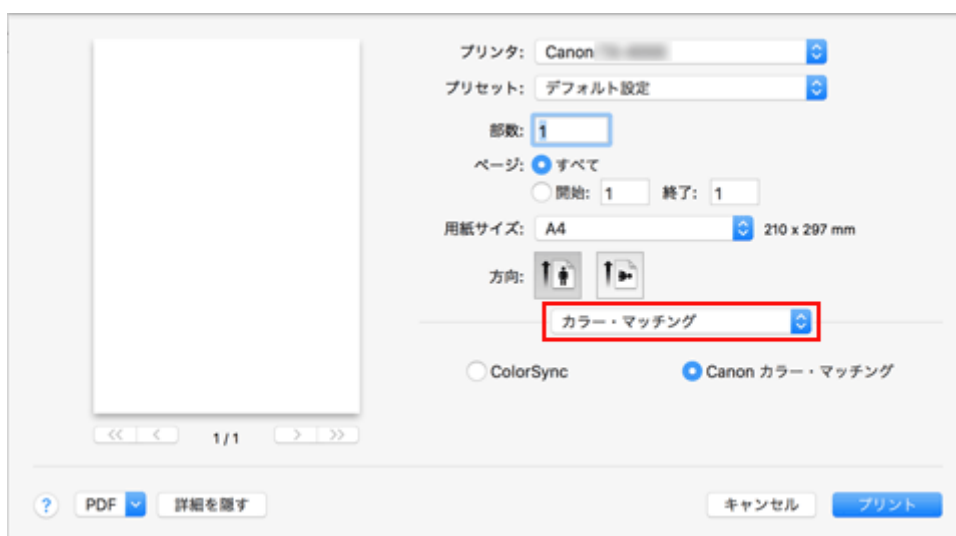 プリンタ: Canon
プリセット: デフォルト設定
部数: 1
ページ: すべて
開始: 1 終了: 1
用紙サイズ: A4 210 x 297 mm
方向:
カラー・マッチング
ColorSync Canon カラー・マッチング
<< < 1 / 1 > >>
? PDF 詳細を隠す キャンセル プリント